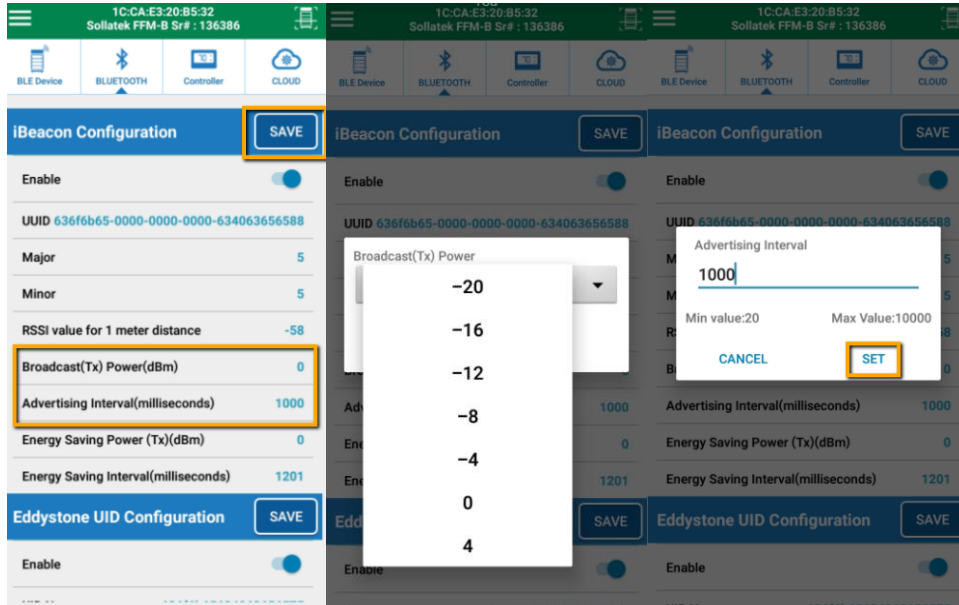 1C:CA:E3:20:B5:32
Sollatek FFM-B Sr# : 136386
BLE Device
BLUETOOTH
Controller
CLOUD
iBeacon Configuration
SAVE
Enable
UUID 636f6b65-0000-0000-0000-634063656588
Major 5
Minor 5
RSSI value for 1 meter distance -58
Broadcast(Tx) Power(dBm) 0
Advertising Interval(milliseconds) 1000
Energy Saving Power (Tx)(dBm) 0
Energy Saving Interval(milliseconds) 1201
Eddystone UID Configuration
SAVE
Enable
1C:CA:E3:20:B5:32
Sollatek FFM-B Sr# : 136386
BLE Device
BLUETOOTH
Controller
CLOUD
iBeacon Configuration
SAVE
Enable
UUID 636f6b65-0000-0000-0000-634063656588
Broadcast(Tx) Power
-20
-16
-12
-8
-4
0
4
1000
0
1201
SAVE
Enable
1C:CA:E3:20:B5:32
Sollatek FFM-B Sr# : 136386
BLE Device
BLUETOOTH
Controller
CLOUD
iBeacon Configuration
SAVE
Enable
UUID 636f6b65-0000-0000-0000-634063656588
Advertising Interval
1000
Min value:20
Max Value:10000
CANCEL
SET
Advertising Interval(milliseconds) 1000
Energy Saving Power (Tx)(dBm) 0
Energy Saving Interval(milliseconds) 1201
Eddystone UID Configuration
SAVE
Enable